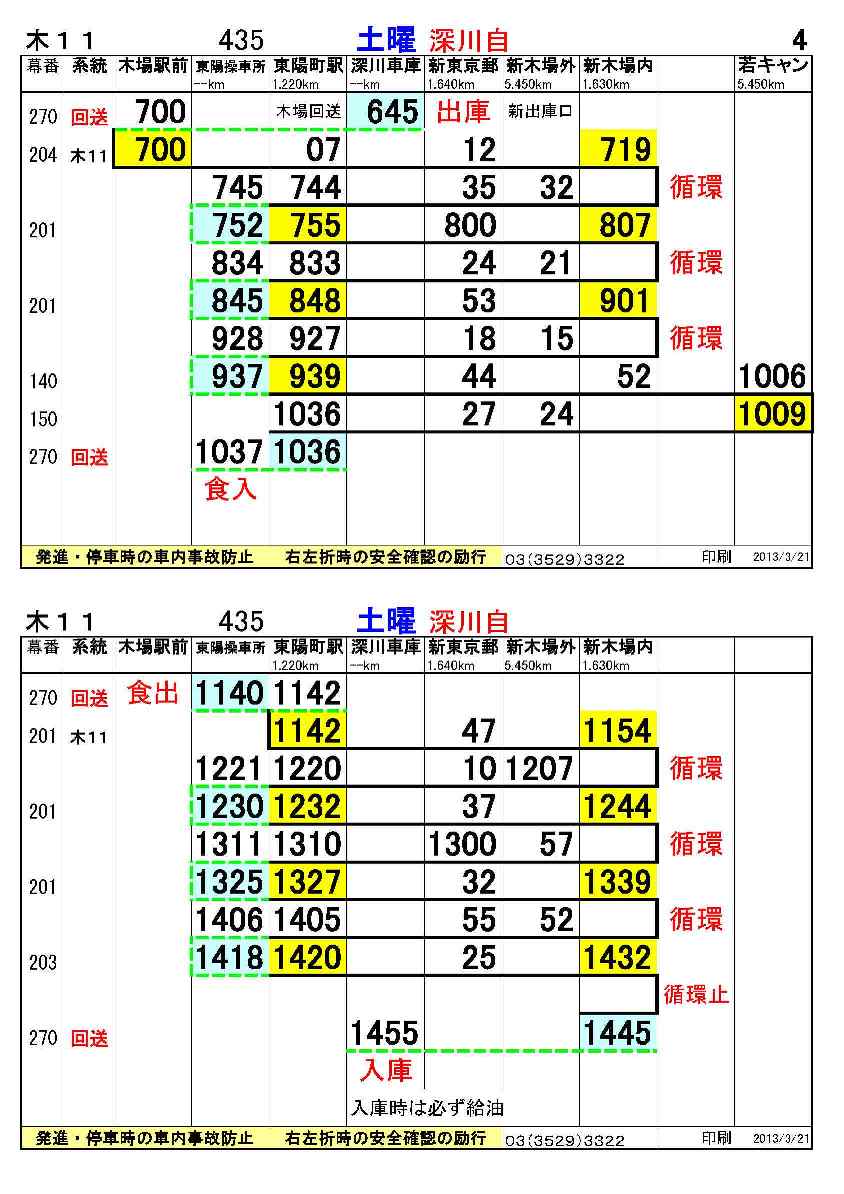 木１１ 435 土曜 深川自 4
幕番 系統 木場駅前 東陽操車所 東陽町駅 深川車庫 新東京郵 新木場外 新木場内 若キャン
--km 1.220km --km 1.640km 5.450km 1.630km 5.450km
270 回送 700 木場回送 645 出庫 新出庫口
204 木11 700 07 12 719
745 744 35 32 循環
201 752 755 800 807
834 833 24 21 循環
201 845 848 53 901
928 927 18 15 循環
140 937 939 44 52 1006
150 1036 27 24 1009
270 回送 1037 1036
食入
発進・停車時の車内事故防止 右左折時の安全確認の励行 03(3529)3322 印刷 2013/3/21
木１１ 435 土曜 深川自
幕番 系統 木場駅前 東陽操車所 東陽町駅 深川車庫 新東京郵 新木場外 新木場内
--km 1.220km --km 1.640km 5.450km 1.630km
270 回送 食出 1140 1142
201 木11 1142 47 1154
1221 1220 10 1207 循環
201 1230 1232 37 1244
1311 1310 1300 57 循環
201 1325 1327 32 1339
1406 1405 55 52 循環
203 1418 1420 25 1432
循環止
270 回送 1455 1445
入庫
入庫時は必ず給油
発進・停車時の車内事故防止 右左折時の安全確認の励行 03(3529)3322 印刷 2013/3/21